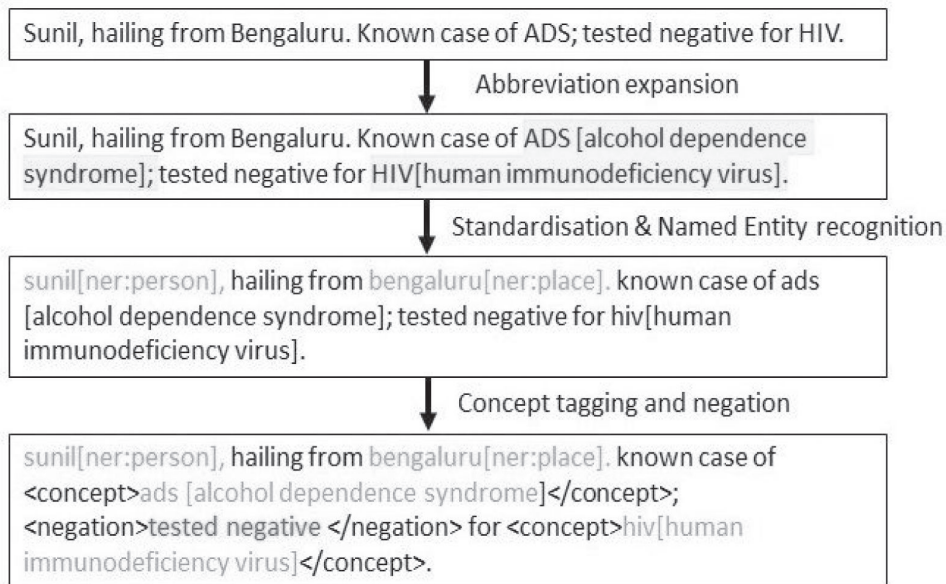 Sunil, hailing from Bengaluru. Known case of ADS; tested negative for HIV.
Abbreviation expansion
Sunil, hailing from Bengaluru. Known case of ADS [alcohol dependence
syndrome]; tested negative for HIV[human immunodeficiency virus].
Standardisation & Named Entity recognition
sunil[ner:person], hailing from bengaluru[ner:place]. known case of ads
[alcohol dependence syndrome]; tested negative for hiv[human
immunodeficiency virus].
Concept tagging and negation
sunil[ner:person], hailing from bengaluru[ner:place]. known case of
<concept>ads [alcohol dependence syndrome]</concept>;
<negation>tested negative </negation> for <concept>hiv[human
immunodeficiency virus]</concept>.